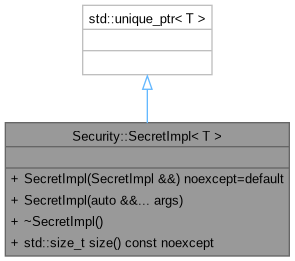 std::unique_ptr< T >
Security::SecretImpl< T >
+ SecretImpl(SecretImpl &&) noexcept=default
+ SecretImpl(auto &&... args)
+ ~SecretImpl()
+ std::size_t size() const noexcept